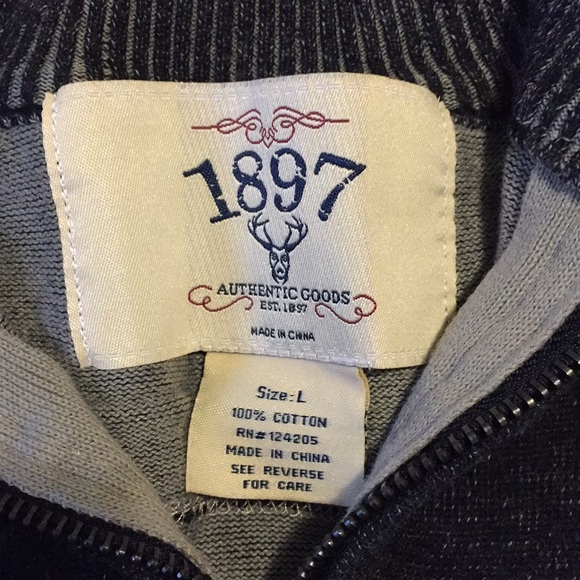 1897
AUTHENTIC GOODS
EST. 1897
MADE IN CHINA
Size: L
100% COTTON
RN# 124205
MADE IN CHINA
SEE REVERSE
FOR CARE